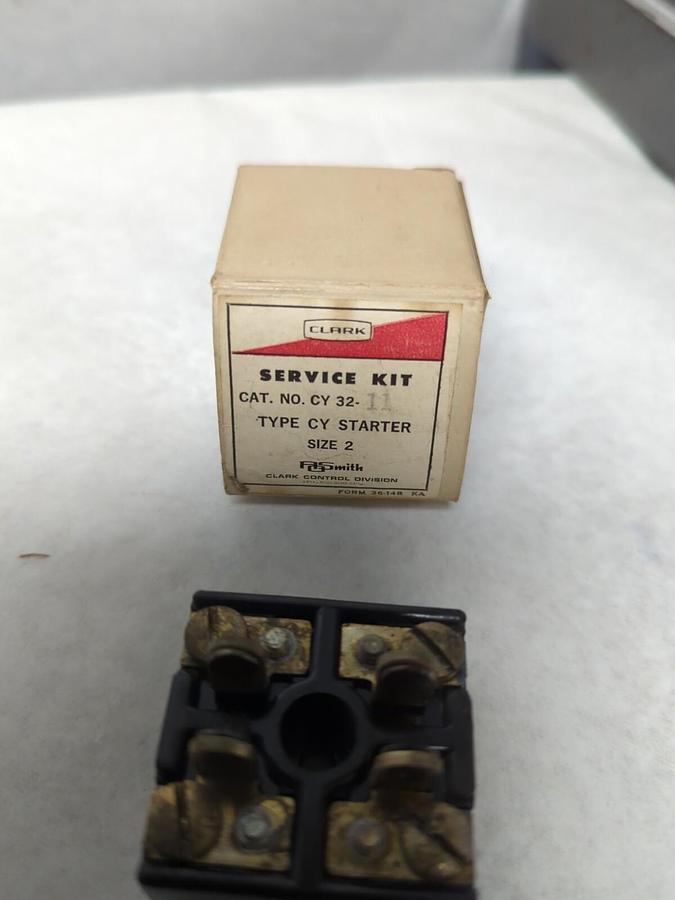 CLARK
SERVICE KIT
CAT. NO. CY 32-11
TYPE CY STARTER
SIZE 2
AOSmith
CLARK CONTROL DIVISION
FORM 36-148 KA